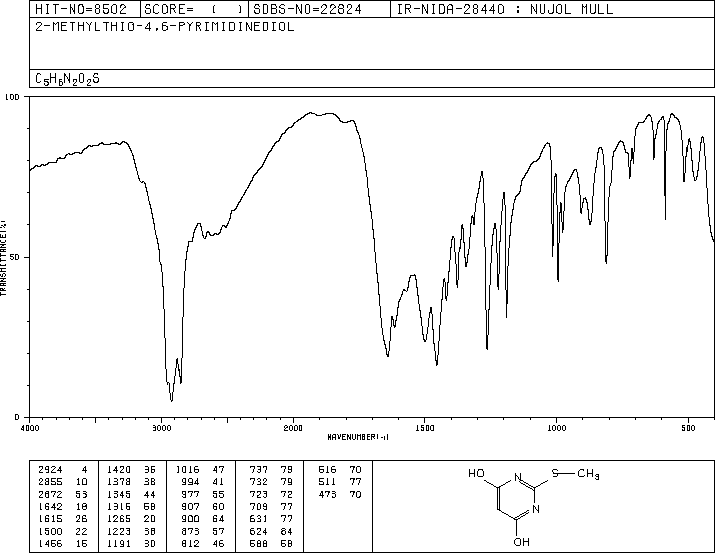 HIT-NO=8502 SCORE= ( ) SDBS-NO=22824 IR-NIDA-28440 : NUJOL MULL
2-METHYLTHIO-4,6-PYRIMIDINEDIOL
C5H6N2O2S
100
TRANSMITTANCE(%)
50
0
4000 3000 2000 1500 1000 500
WAVENUMBER(-1)
2924 4 1420 36 1016 47 737 79 516 70
2855 10 1378 38 994 41 732 79 511 77
2672 53 1345 44 977 55 723 72 473 70
1642 18 1316 58 907 60 709 77
1615 26 1265 20 900 64 631 77
1500 22 1223 38 873 57 624 84
1456 15 1191 30 812 46 588 58
HO N S CH3
N
OH